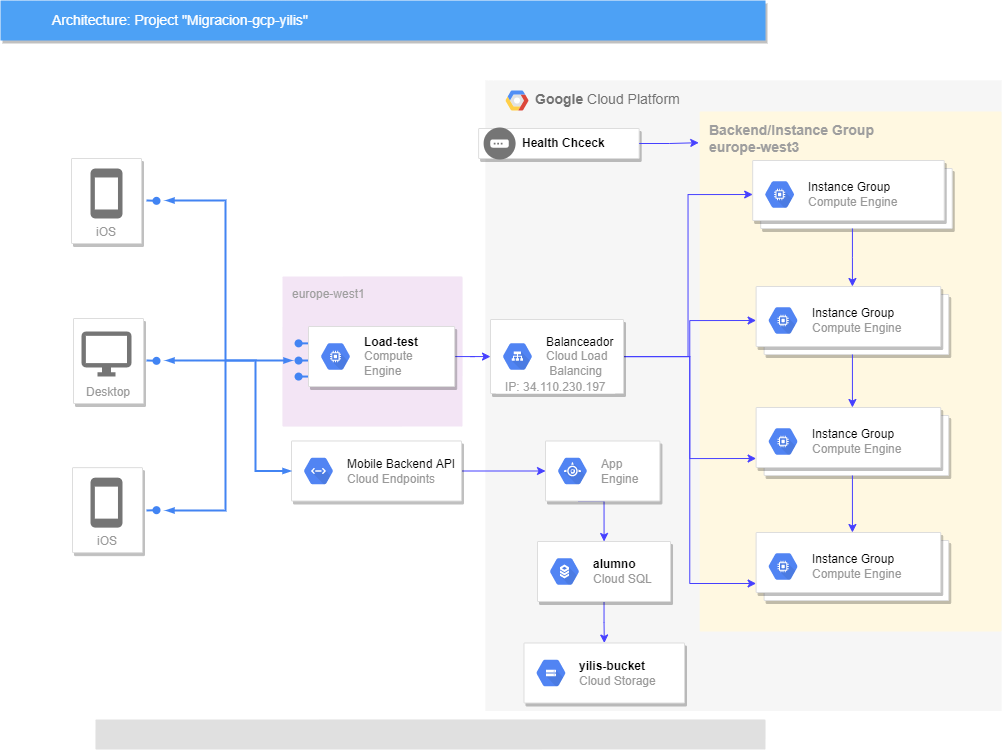 Architecture: Project "Migracion-gcp-yilis"
Google Cloud Platform
Health Chceck
Backend/Instance Group
europe-west3
Instance Group
Compute Engine
iOS
europe-west1
Load-test
Compute
Engine
Balanceador
Cloud Load
Balancing
IP: 34.110.230.197
Instance Group
Compute Engine
Desktop
Mobile Backend API
Cloud Endpoints
App
Engine
Instance Group
Compute Engine
iOS
alumno
Cloud SQL
Instance Group
Compute Engine
yilis-bucket
Cloud Storage